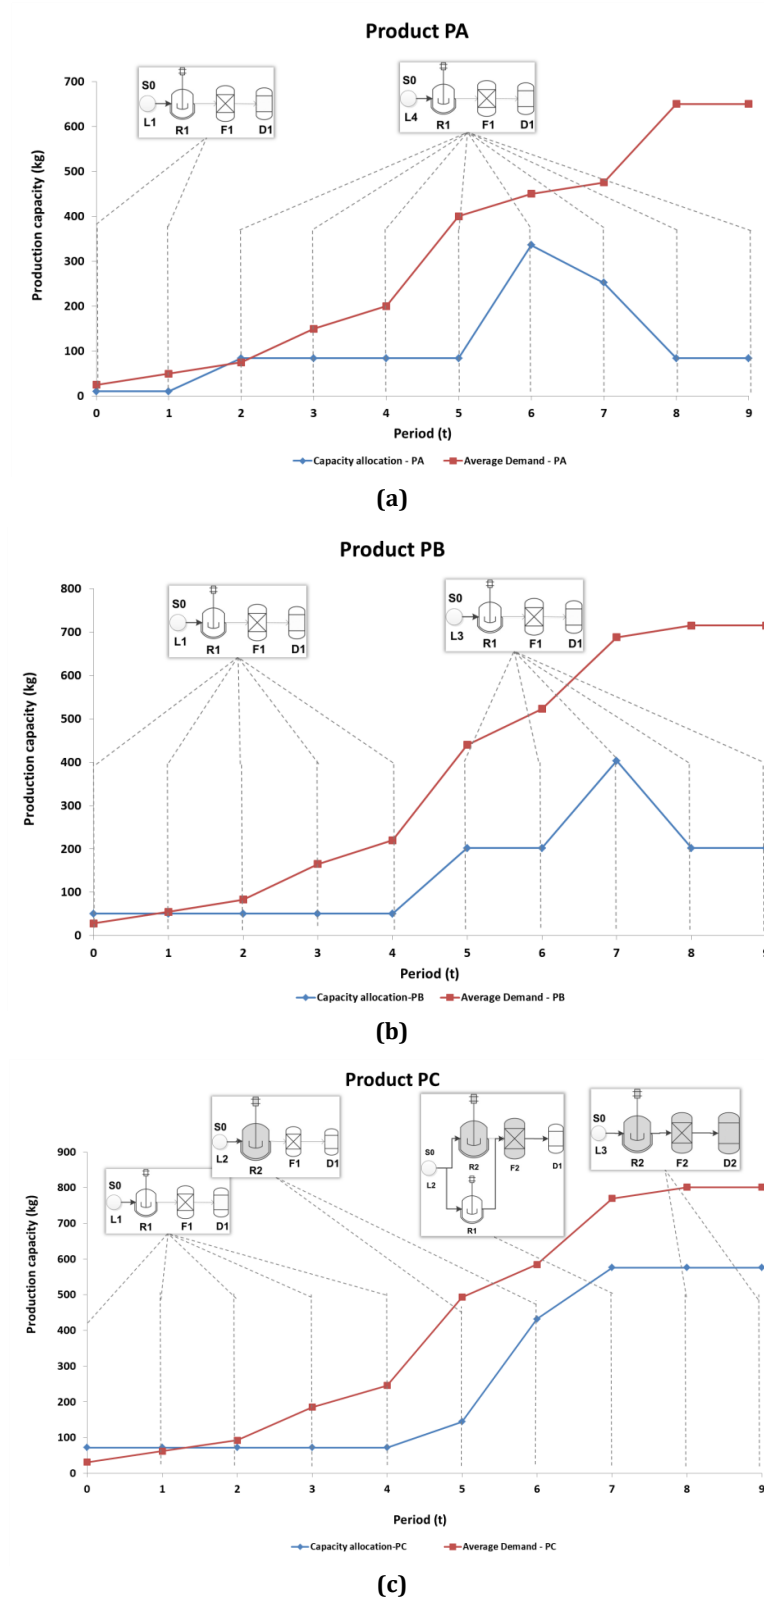 Product PA
Production capacity (kg)
700
600
500
400
300
200
100
0
S0
L1
R1
F1
D1
S0
L4
R1
F1
D1
0 1 2 3 4 5 6 7 8 9
Period (t)
Capacity allocation - PA Average Demand - PA
(a)
Product PB
Production capacity (kg)
800
700
600
500
400
300
200
100
0
S0
L1
R1
F1
D1
S0
L3
R1
F1
D1
0 1 2 3 4 5 6 7 8 9
Period (t)
Capacity allocation-PB Average Demand - PB
(b)
Product PC
Production capacity (kg)
900
800
700
600
500
400
300
200
100
0
S0
L1
R1
F1
D1
S0
L2
R2
F1
D1
S0
L2
R2
F2
D1
R1
S0
L3
R2
F2
D2
0 1 2 3 4 5 6 7 8 9
Period (t)
Capacity allocation-PC Average Demand - PC
(c)